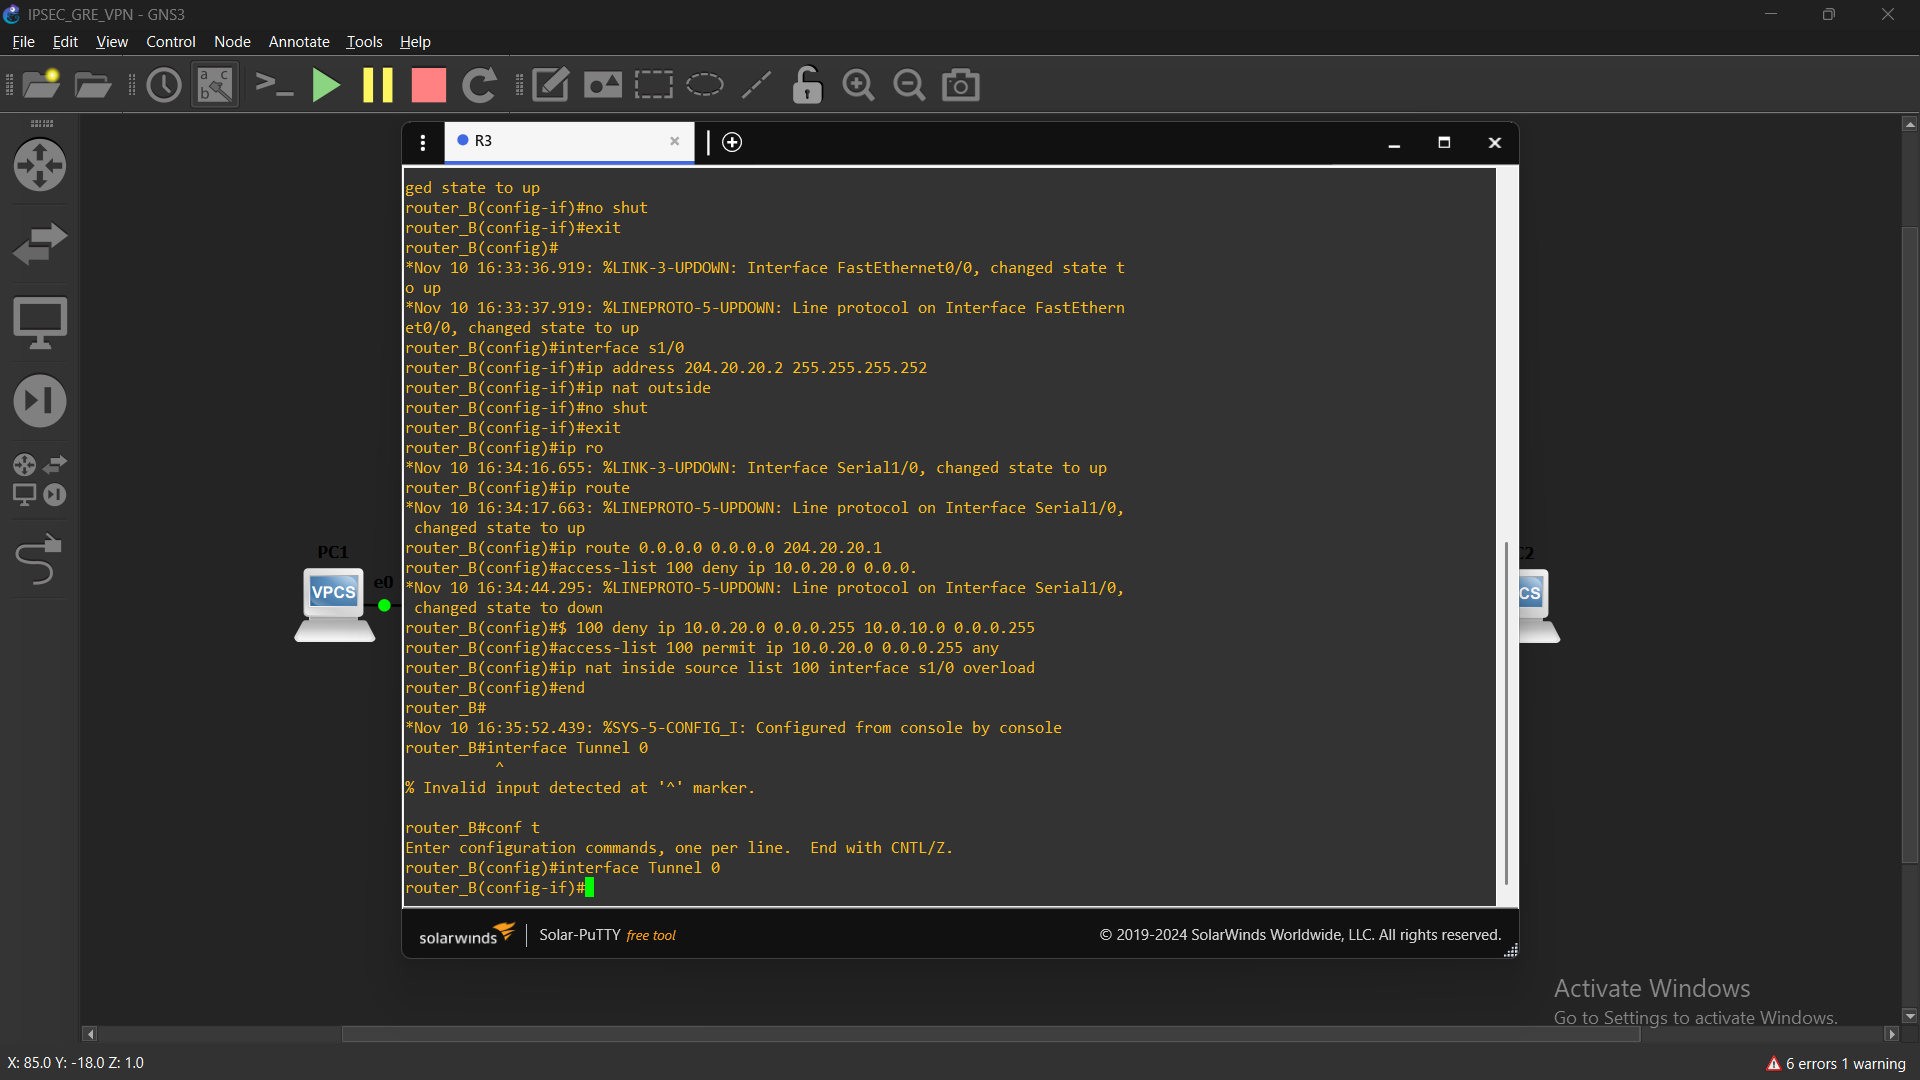 IPSEC_GRE_VPN - GNS3
File Edit View Control Node Annotate Tools Help
R3
ged state to up
router_B(config-if)#no shut
router_B(config-if)#exit
router_B(config)#
*Nov 10 16:33:36.919: %LINK-3-UPDOWN: Interface FastEthernet0/0, changed state t
o up
*Nov 10 16:33:37.919: %LINEPROTO-5-UPDOWN: Line protocol on Interface FastEthern
et0/0, changed state to up
router_B(config)#interface s1/0
router_B(config-if)#ip address 204.20.20.2 255.255.255.252
router_B(config-if)#ip nat outside
router_B(config-if)#no shut
router_B(config-if)#exit
router_B(config)#ip ro
*Nov 10 16:34:16.655: %LINK-3-UPDOWN: Interface Serial1/0, changed state to up
router_B(config)#ip route
*Nov 10 16:34:17.663: %LINEPROTO-5-UPDOWN: Line protocol on Interface Serial1/0,
changed state to up
router_B(config)#ip route 0.0.0.0 0.0.0.0 204.20.20.1
router_B(config)#access-list 100 deny ip 10.0.20.0 0.0.0.
*Nov 10 16:34:44.295: %LINEPROTO-5-UPDOWN: Line protocol on Interface Serial1/0,
changed state to down
router_B(config)#$ 100 deny ip 10.0.20.0 0.0.0.255 10.0.10.0 0.0.0.255
router_B(config)#access-list 100 permit ip 10.0.20.0 0.0.0.255 any
router_B(config)#ip nat inside source list 100 interface s1/0 overload
router_B(config)#end
router_B#
*Nov 10 16:35:52.439: %SYS-5-CONFIG_I: Configured from console by console
router_B#interface Tunnel 0
^
% Invalid input detected at '^' marker.
router_B#conf t
Enter configuration commands, one per line. End with CNTL/Z.
router_B(config)#interface Tunnel 0
router_B(config-if)#
PC1
e0
VPCS
C2
CS
solarwinds Solar-PuTTY free tool
© 2019-2024 SolarWinds Worldwide, LLC. All rights reserved.
Activate Windows
Go to Settings to activate Windows.
X: 85.0 Y: -18.0 Z: 1.0
6 errors 1 warning